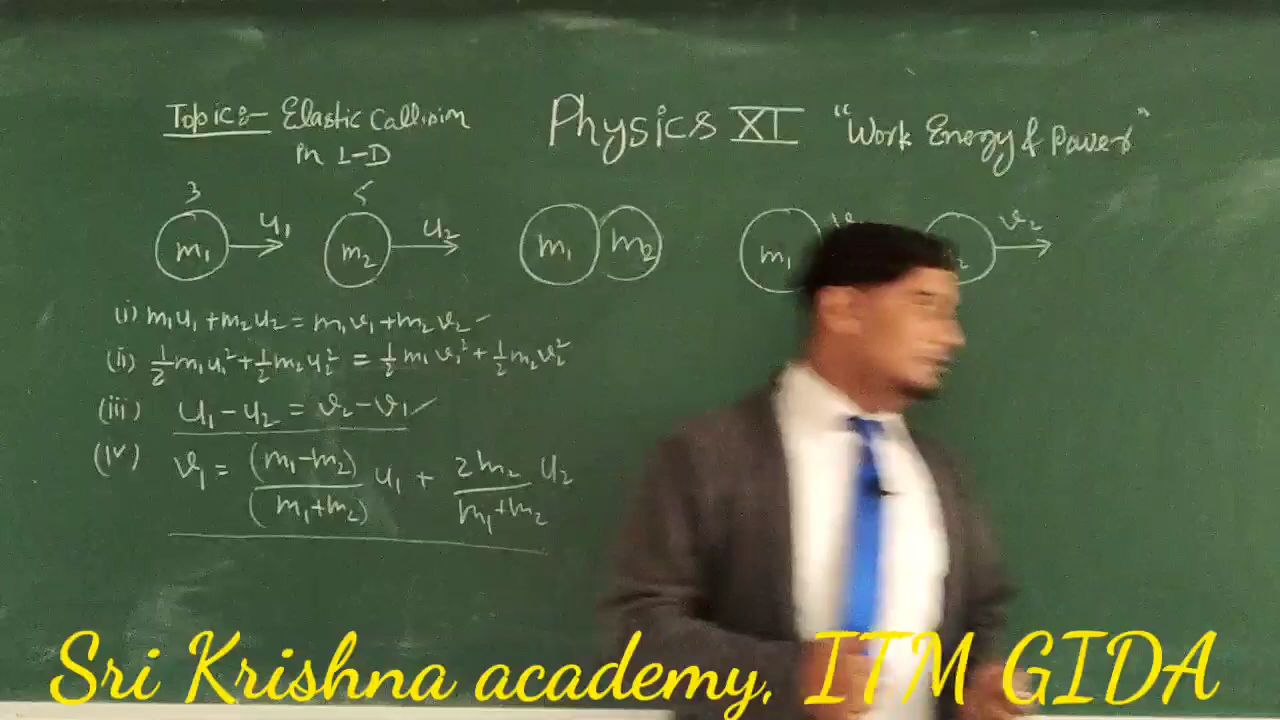 Topic:- Elastic Callision
in 1-D
Physics XI "Work Energy & Power"
3
m₁ u₁
m₂ u₂
m₁ m₂
m₁
2 v₂
(i) m₁u₁ + m₂u₂ = m₁v₁ + m₂v₂
(ii) ½m₁u₁² + ½m₂u₂² = ½m₁v₁² + ½m₂v₂²
(iii) u₁ - u₂ = v₂ - v₁ ✓
(iv) v₁ = (m₁-m₂)/(m₁+m₂) u₁ + 2m₂/m₁+m₂ u₂
Sri Krishna academy, ITM GIDA